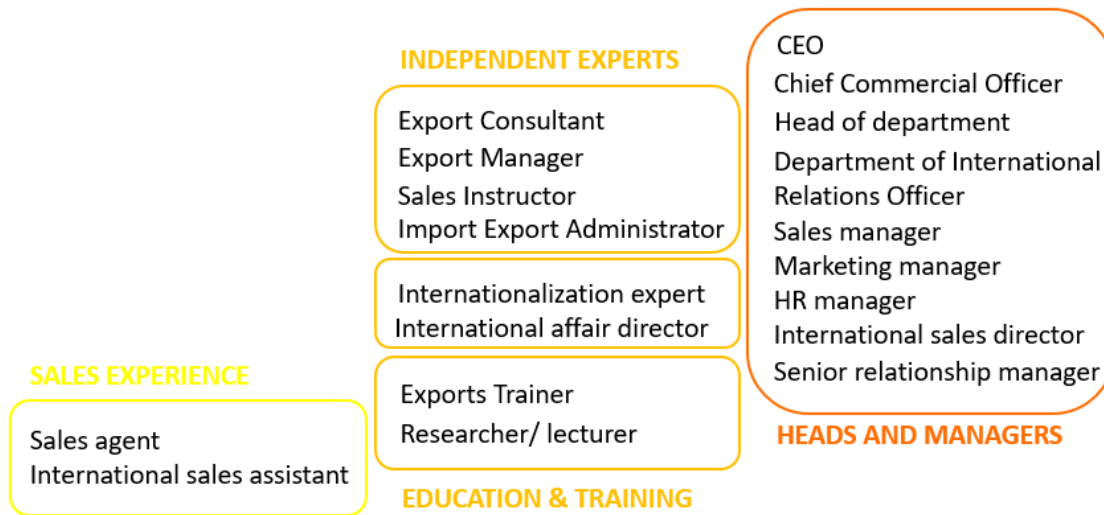 SALES EXPERIENCE
Sales agent
International sales assistant
INDEPENDENT EXPERTS
Export Consultant
Export Manager
Sales Instructor
Import Export Administrator
Internationalization expert
International affair director
Exports Trainer
Researcher/ lecturer
EDUCATION & TRAINING
CEO
Chief Commercial Officer
Head of department
Department of International
Relations Officer
Sales manager
Marketing manager
HR manager
International sales director
Senior relationship manager
HEADS AND MANAGERS